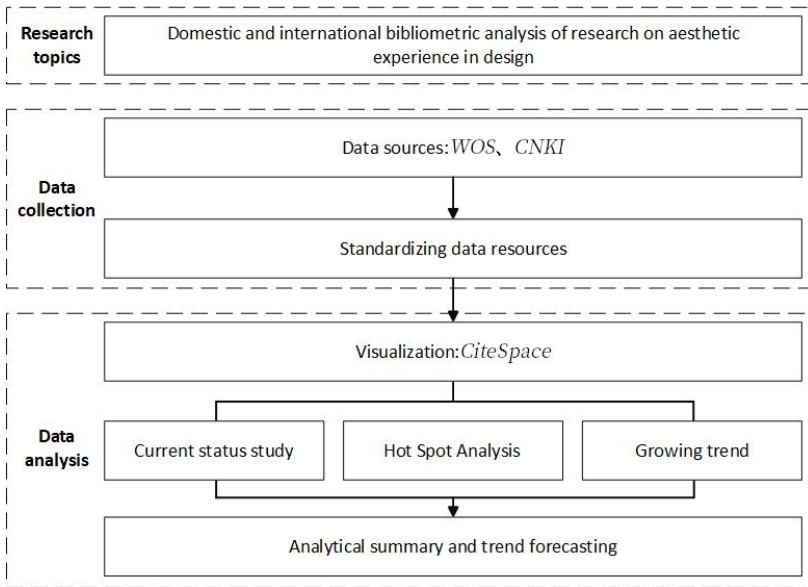 Research
topics
Domestic and international bibliometric analysis of research on aesthetic
experience in design
Data
collection
Data sources:WOS、CNKI
Standardizing data resources
Data
analysis
Visualization:CiteSpace
Current status study
Hot Spot Analysis
Growing trend
Analytical summary and trend forecasting